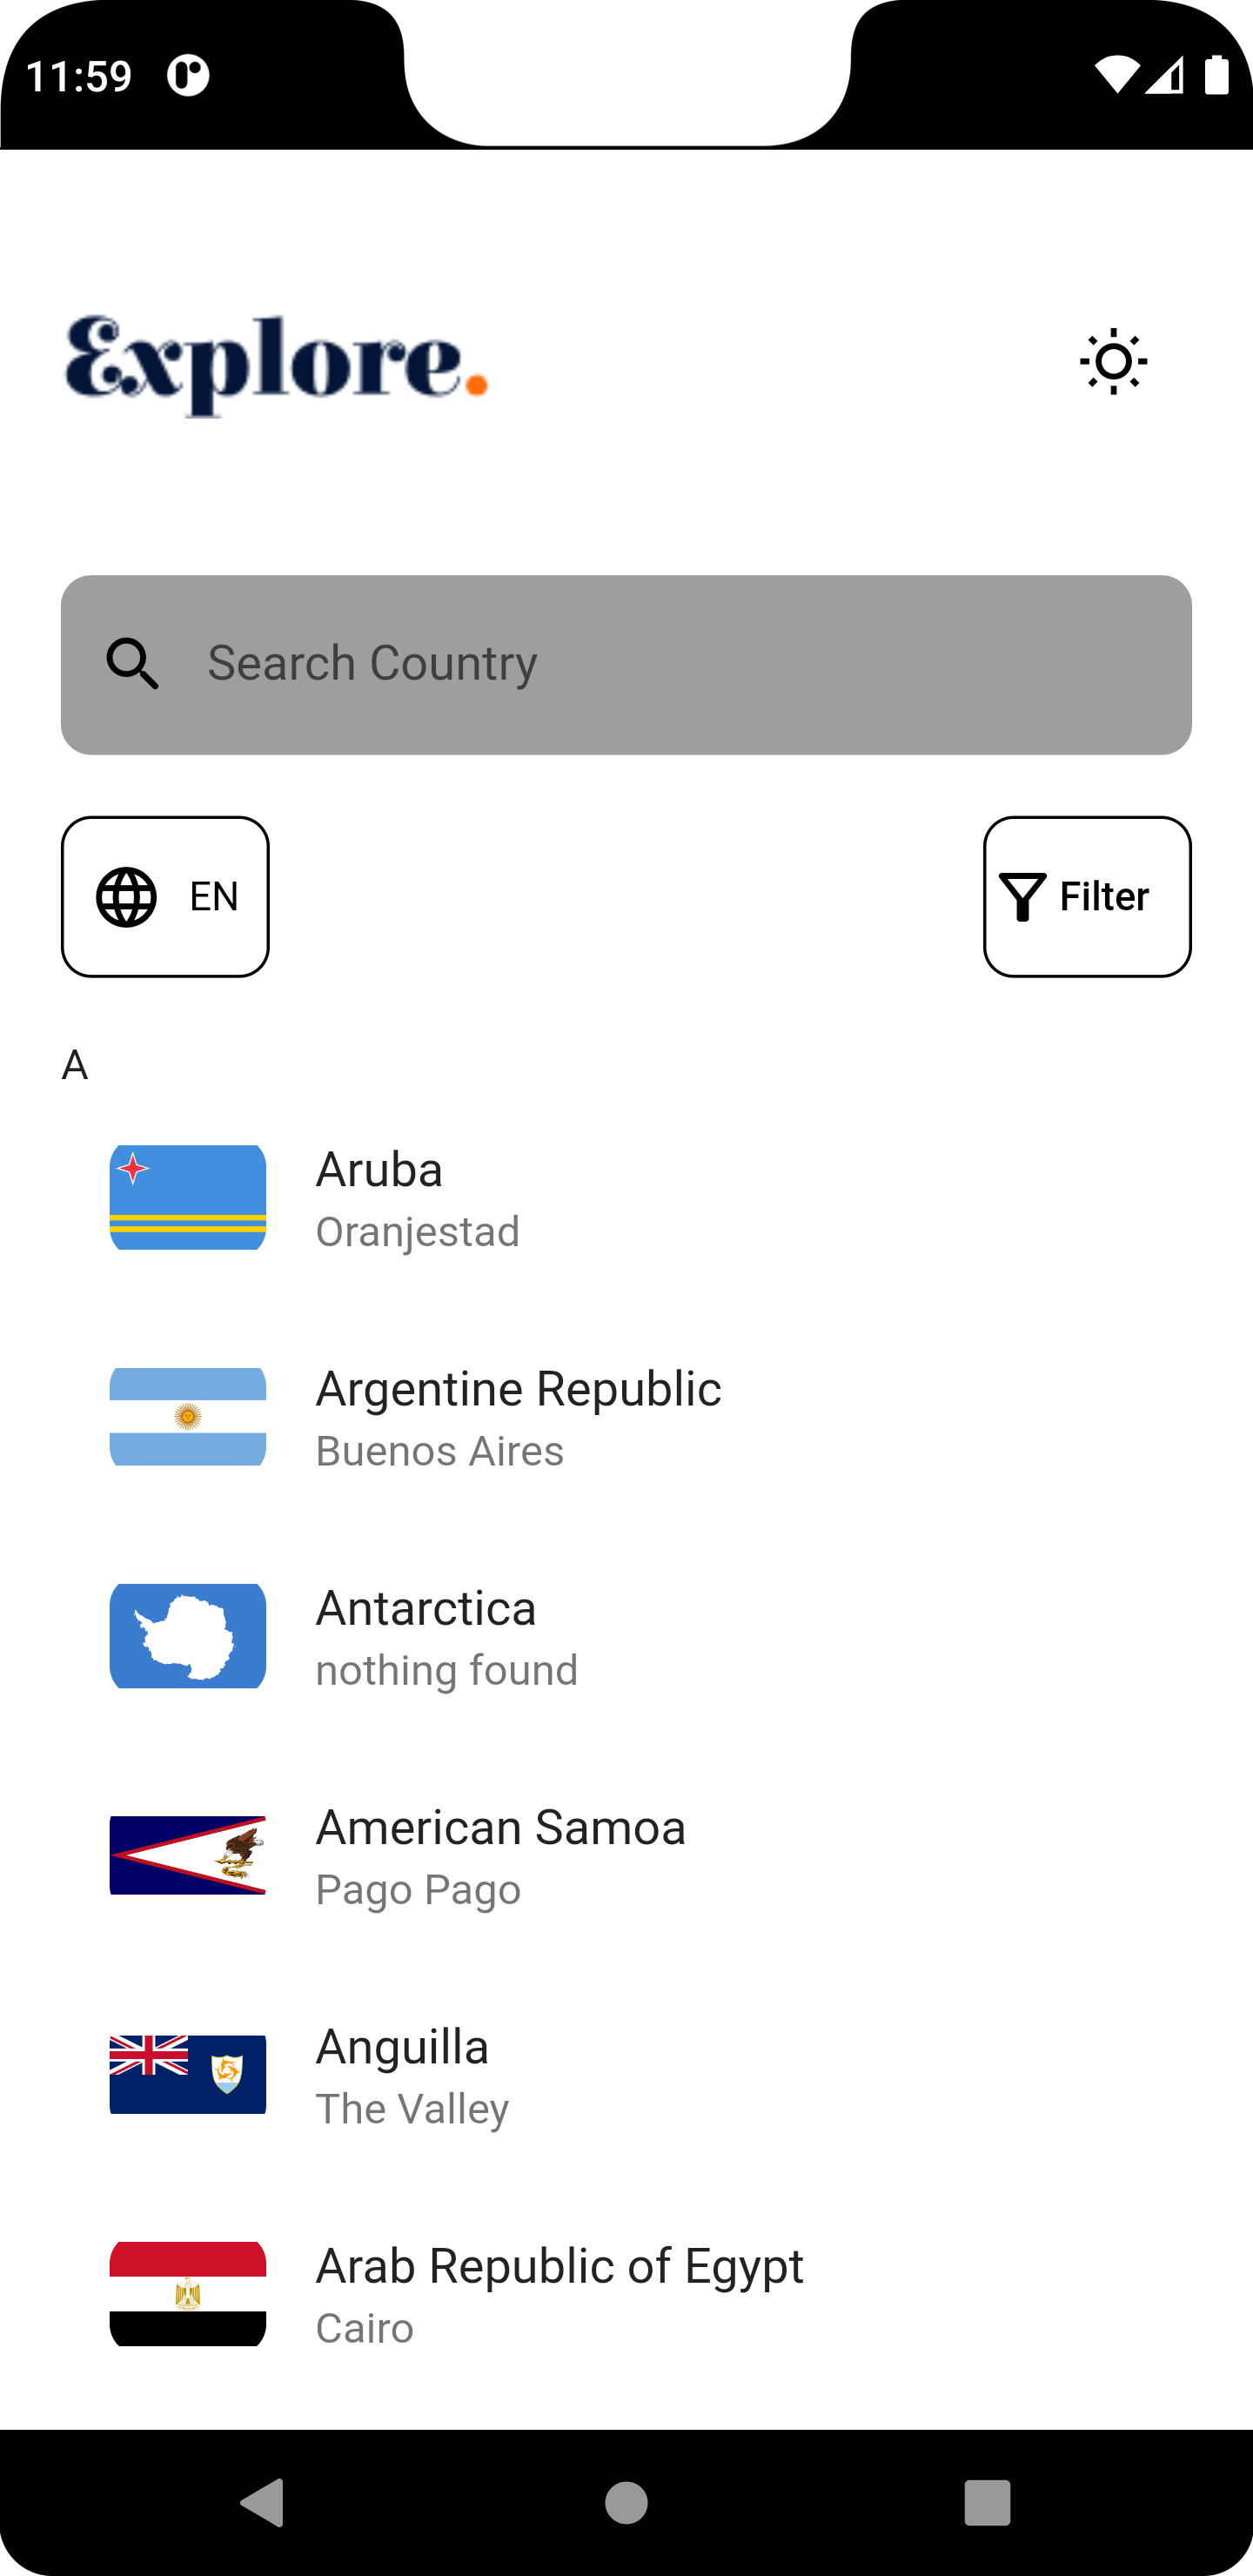 11:59
Explore.
Search Country
EN
Filter
A
Aruba
Oranjestad
Argentine Republic
Buenos Aires
Antarctica
nothing found
American Samoa
Pago Pago
Anguilla
The Valley
Arab Republic of Egypt
Cairo